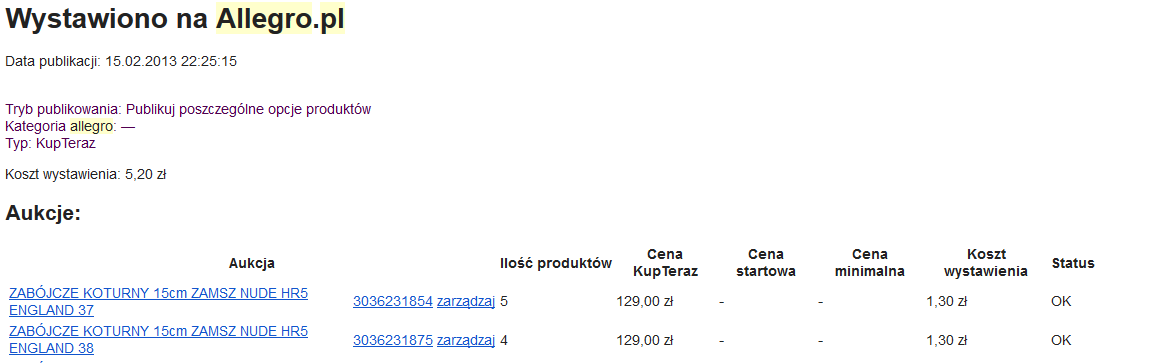 Wystawiono na Allegro.pl
Data publikacji: 15.02.2013 22:25:15
Tryb publikowania: Publikuj poszczególne opcje produktów
Kategoria allegro: —
Typ: KupTeraz
Koszt wystawienia: 5,20 zł
Aukcje:
Aukcja Ilość produktów Cena KupTeraz Cena startowa Cena minimalna Koszt wystawienia Status
ZABÓJCZE KOTURNY 15cm ZAMSZ NUDE HR5
ENGLAND 37
3036231854 zarządzaj 5 129,00 zł - - 1,30 zł OK
ZABÓJCZE KOTURNY 15cm ZAMSZ NUDE HR5
ENGLAND 38
3036231875 zarządzaj 4 129,00 zł - - 1,30 zł OK